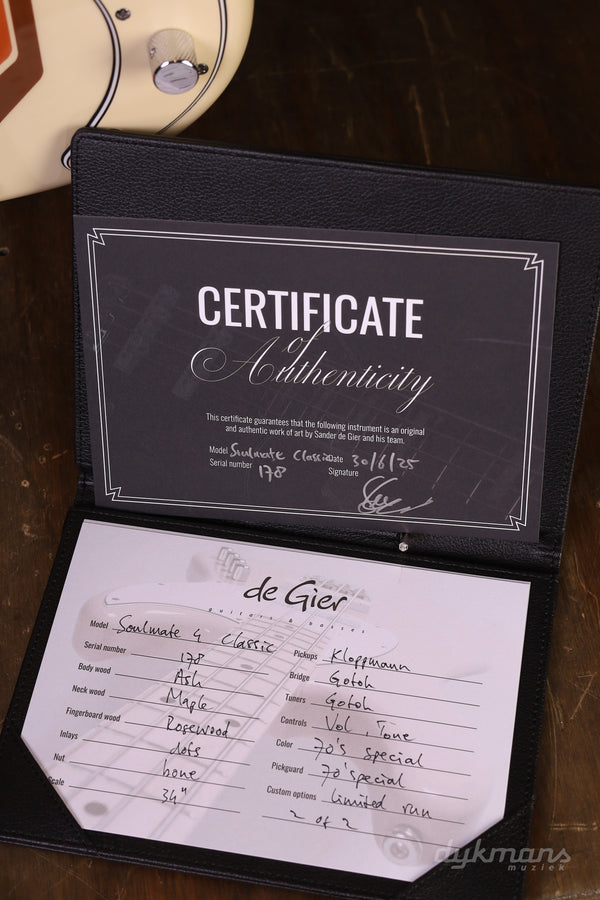 CERTIFICATE
of
Authenticity
This certificate guarantees that the following instrument is an original
and authentic work of art by Sander de Gier and his team.
Model Soulmate Classic Date 30/6/25
Serial number 178 Signature
de Gier
guitars & basses
Model Soulmate 4 Classic
Serial number 178
Body wood Ash
Neck wood Maple
Fingerboard wood Rosewood
Inlays dots
Nut bone
Scale 34"
Pickups Kloppmann
Bridge Gotoh
Tuners Gotoh
Controls Vol, Tone
Color 70's special
Pickguard 70'special
Custom options limited run
2 of 2
dykmans
muziek